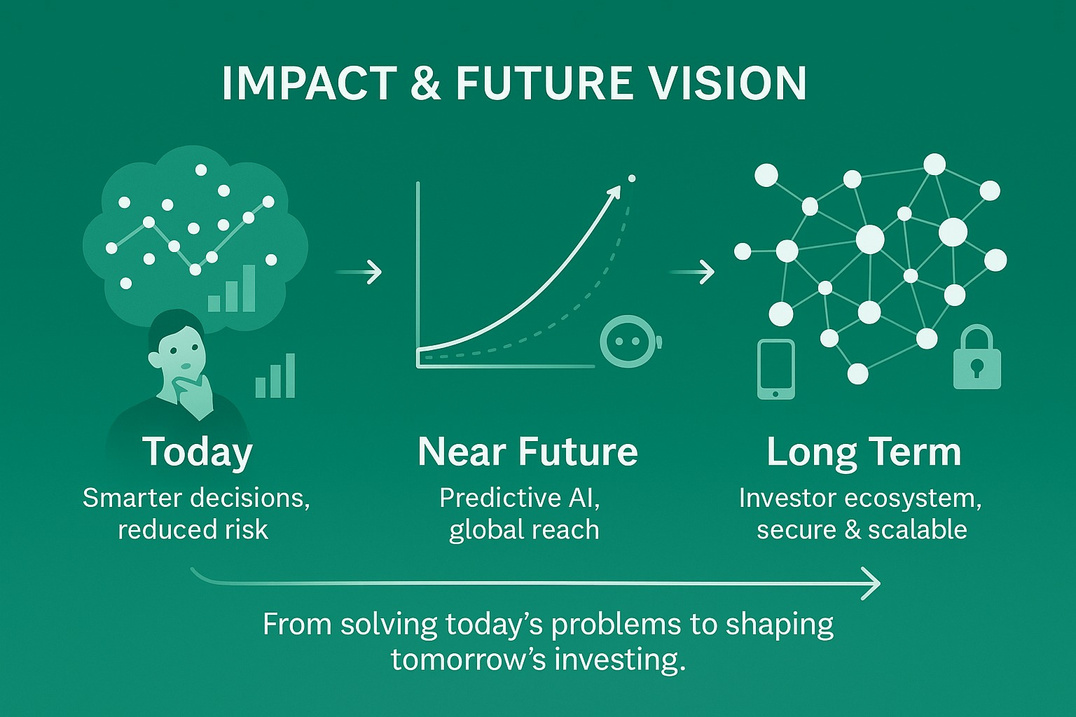 IMPACT & FUTURE VISION
Today
Smarter decisions,
reduced risk
Near Future
Predictive AI,
global reach
Long Term
Investor ecosystem,
secure & scalable
From solving today’s problems to shaping
tomorrow’s investing.